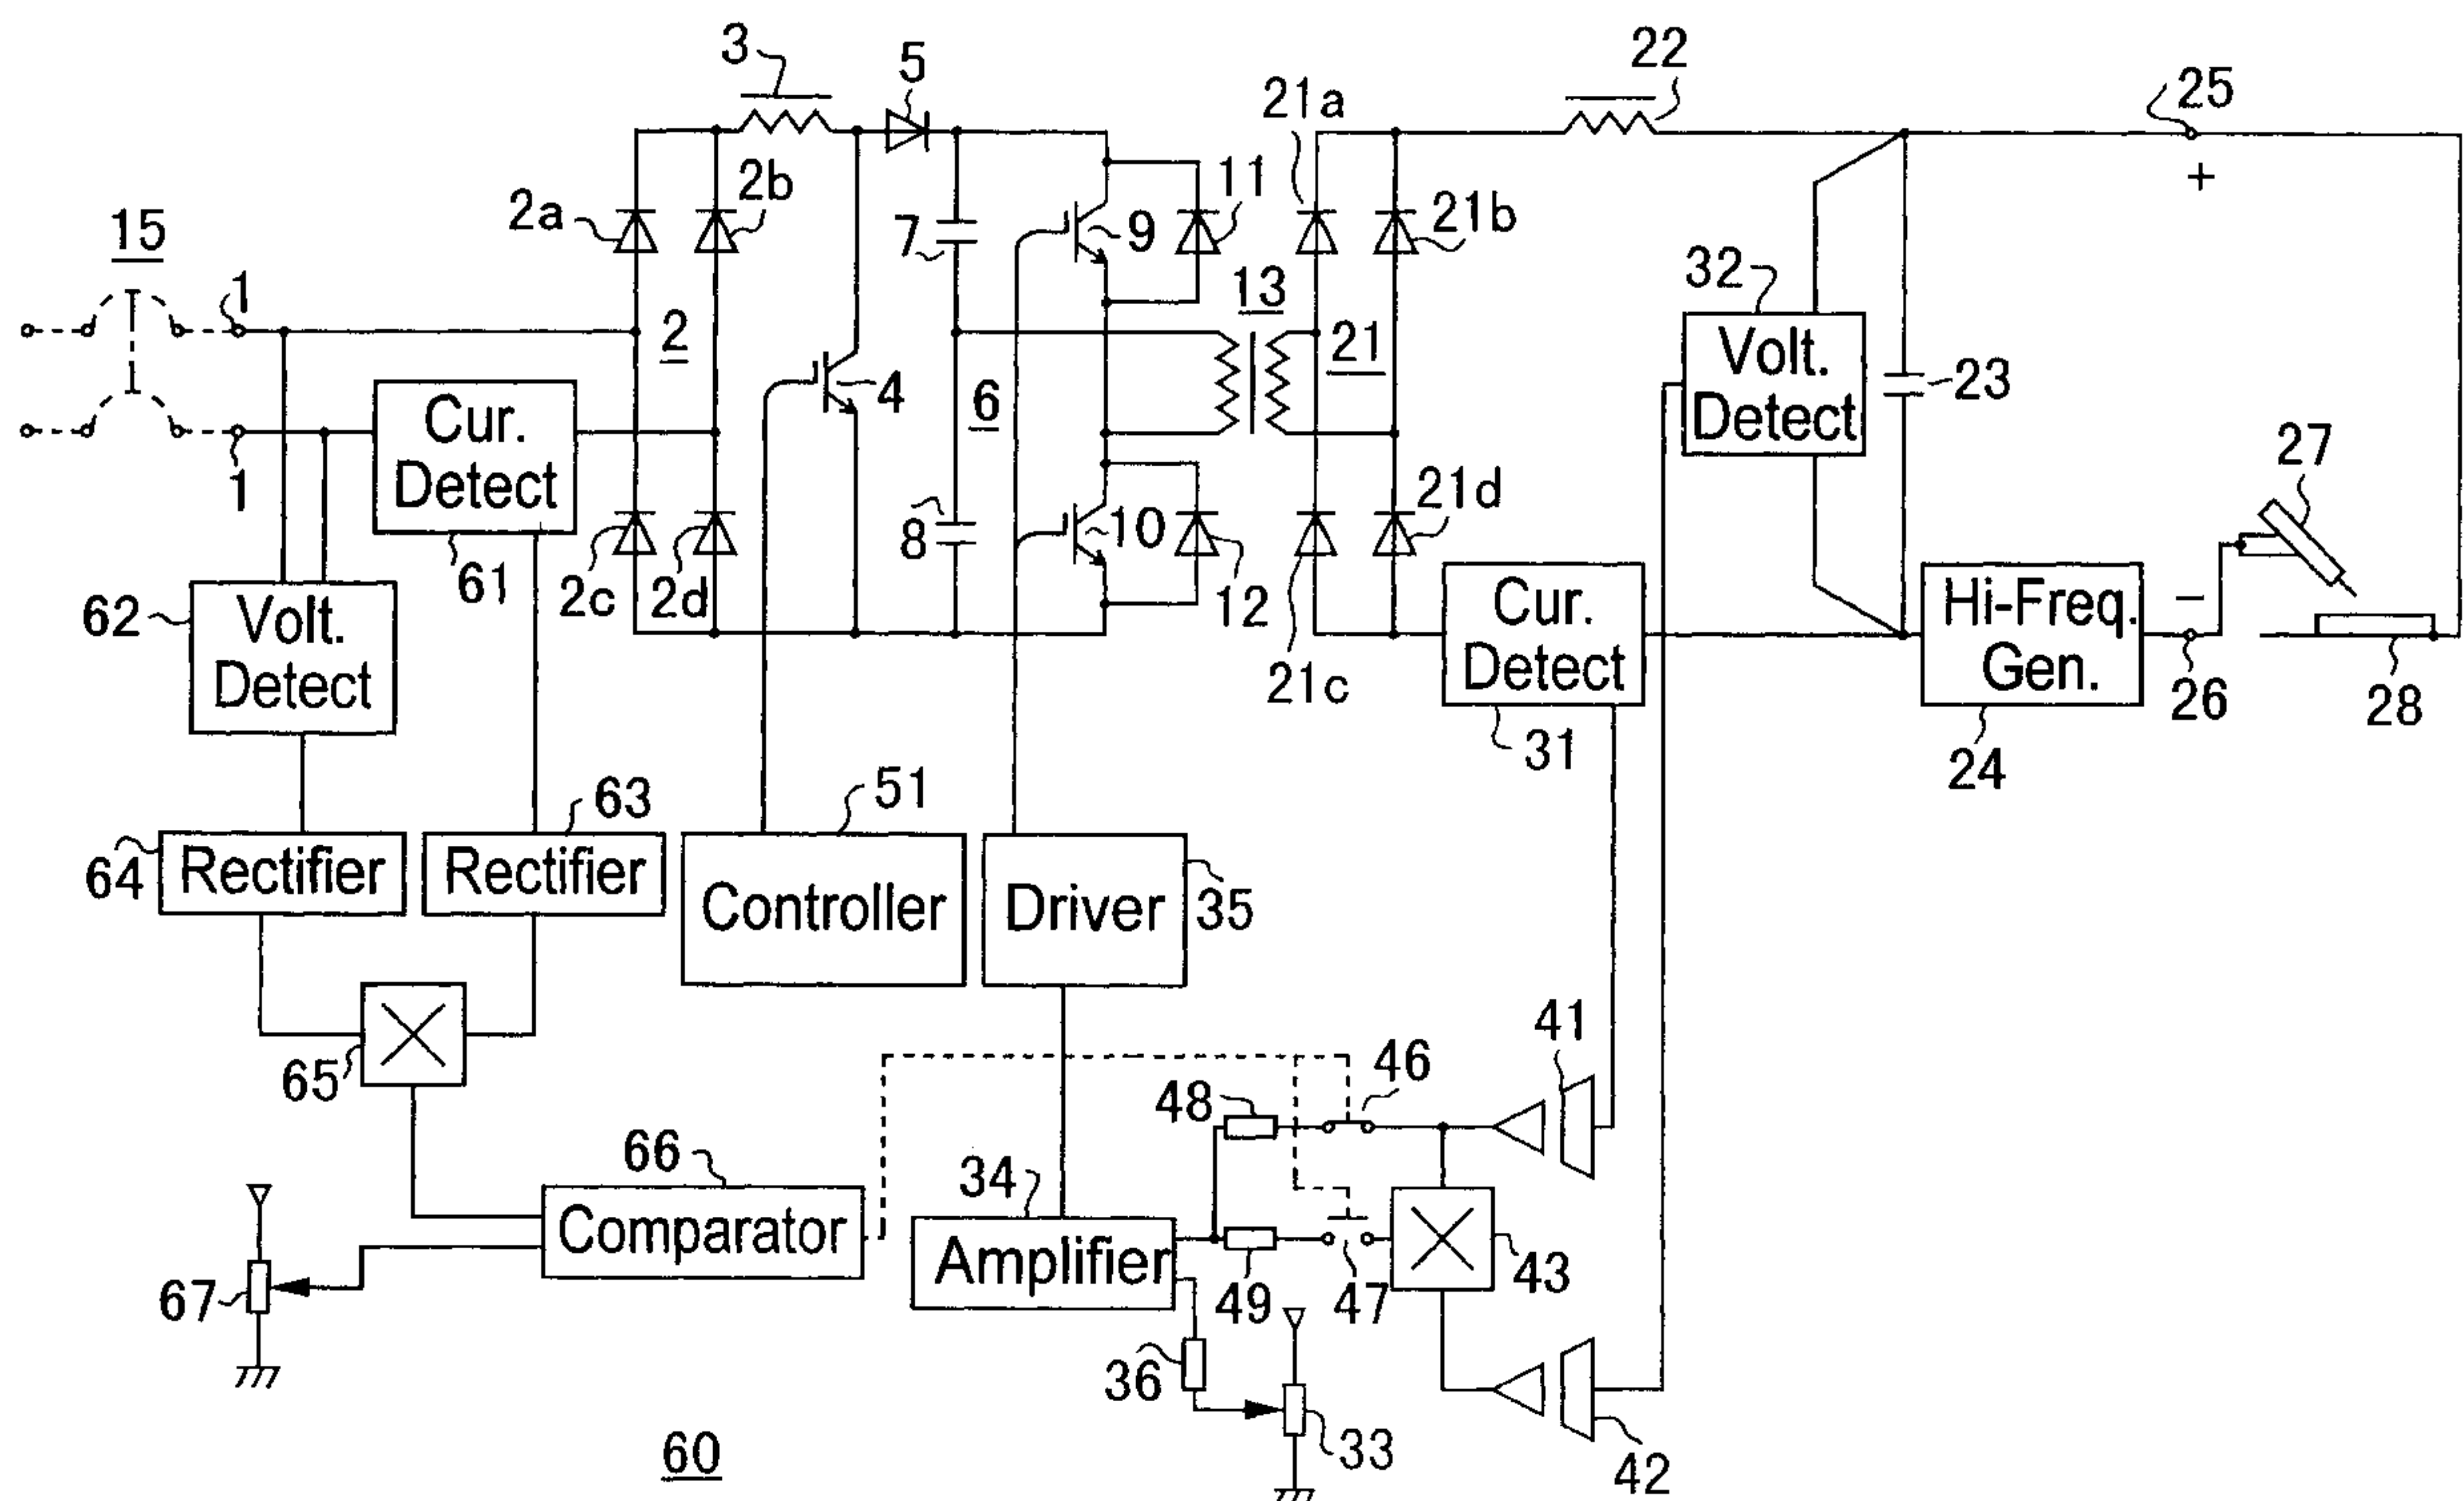 3
5
22
25
21a
2a
2b
11
21b
+
15
7
9
32
1
2
13
Volt.
Detect
Cur.
Detect
4
6
21
23
1
27
8
10
21d
61
2c
2d
12
Cur.
Detect
Hi-Freq.
Gen.
−
62
Volt.
Detect
21c
31
24
26
28
63
51
64
Rectifier
Rectifier
Controller
Driver
35
65
41
46
48
66
34
Comparator
Amplifier
43
67
49
47
36
33
42
60